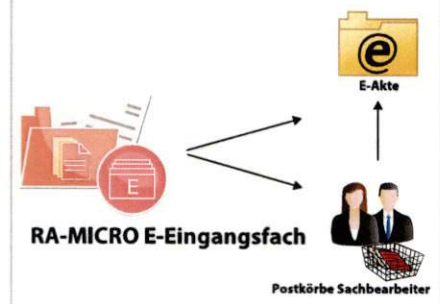 e
E-Akte
E
RA-MICRO E-Eingangsfach
Postkörbe Sachbearbeiter